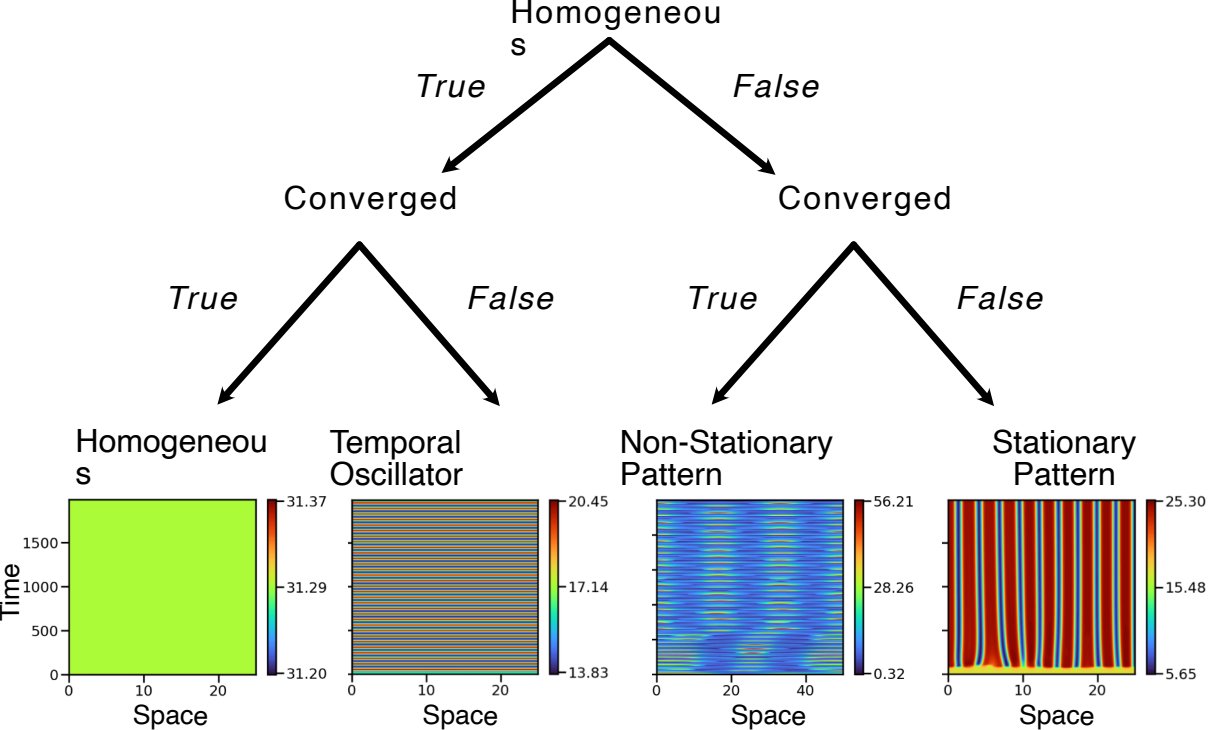 Homogeneou
s
True
False
Converged
Converged
True
False
True
False
Homogeneou
s
Temporal
Oscillator
Non-Stationary
Pattern
Stationary
Pattern
31.37
31.29
31.20
20.45
17.14
13.83
56.21
28.26
0.32
25.30
15.48
5.65
Time
1500
1000
500
0
0 10 20
0 10 20
0 20 40
0 10 20
Space
Space
Space
Space